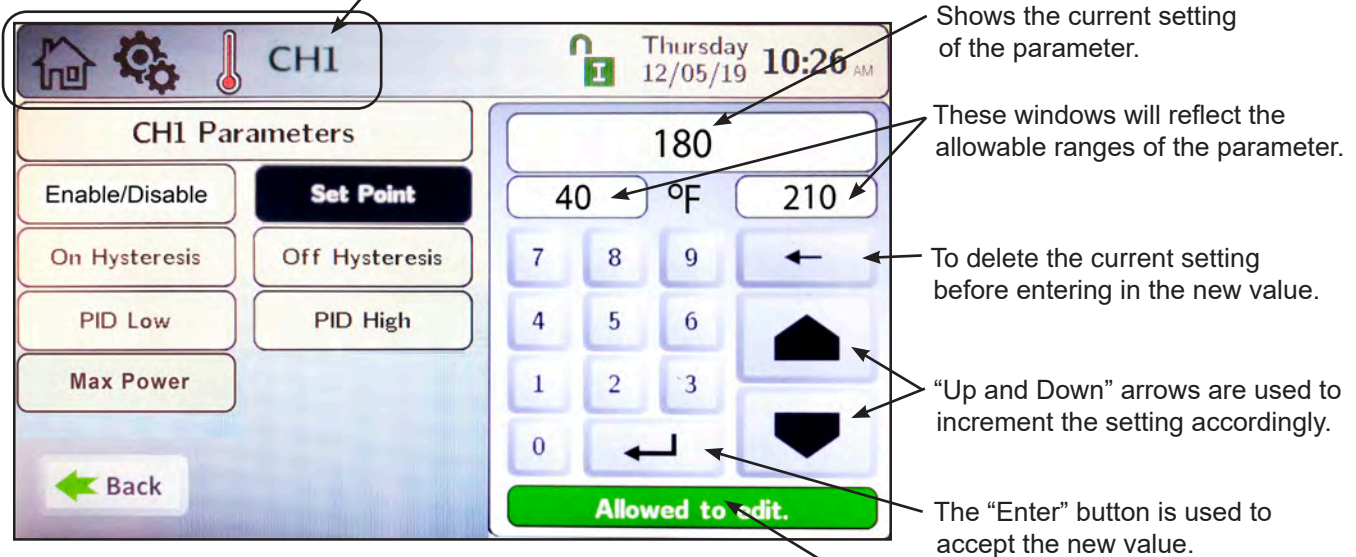 CH1
I
Thursday
12/05/19
10:26 AM
CH1 Parameters
Enable/Disable
Set Point
On Hysteresis
Off Hysteresis
PID Low
PID High
Max Power
Back
180
40 °F 210
7 8 9
4 5 6
1 2 3
0
Allowed to edit.
Shows the current setting
of the parameter.
These windows will reflect the
allowable ranges of the parameter.
To delete the current setting
before entering in the new value.
“Up and Down” arrows are used to
increment the setting accordingly.
The “Enter” button is used to
accept the new value.